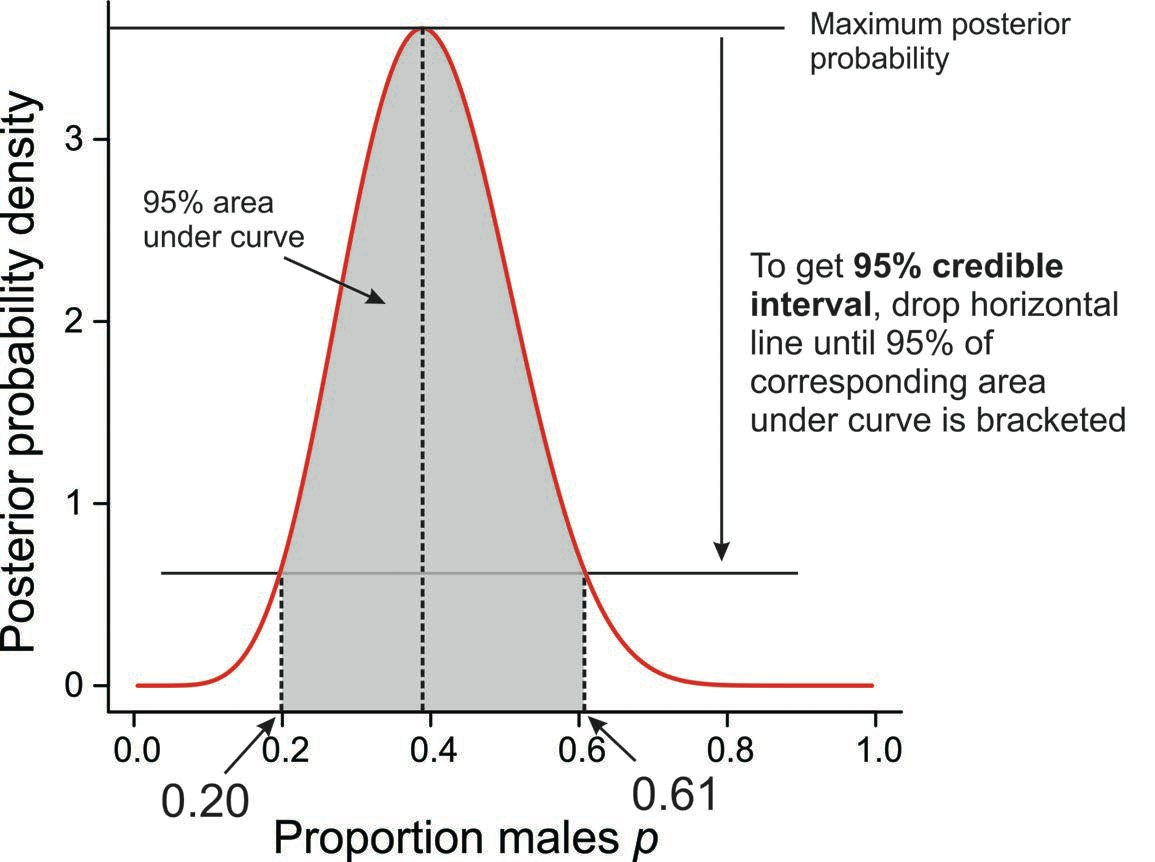 Maximum posterior
probability
Posterior probability density
3
2
1
0
95% area
under curve
To get 95% credible
interval, drop horizontal
line until 95% of
corresponding area
under curve is bracketed
0.0 0.2 0.4 0.6 0.8 1.0
0.20 0.61
Proportion males p